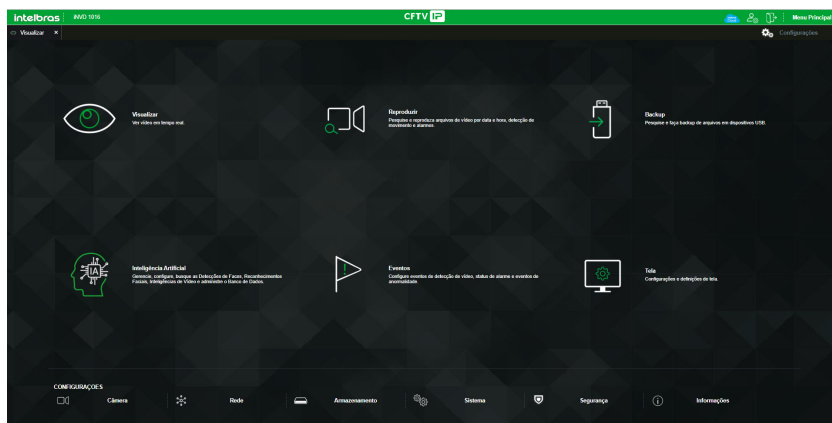 intelbras INVD 1016 CFTV IP Menu Principal
Visualizar × Configurações
Visualizar
Ver vídeo em tempo real.
Reproduzir
Pesquise e reproduza arquivos de vídeo por data e hora, detecção de
movimento e alarmes.
Backup
Pesquise e faça backup de arquivos em dispositivos USB.
IA
Inteligência Artificial
Gerencie, configure, busque as Detecções de Faces, Reconhecimentos
Faciais, Inteligências de Vídeo e administre o Banco de Dados.
Eventos
Configure eventos de detecção de vídeo, status de alarme e eventos de
anormalidade.
Tela
Configurações e definições de tela.
CONFIGURAÇOES
Câmera Rede Armazenamento Sistema Segurança Informações